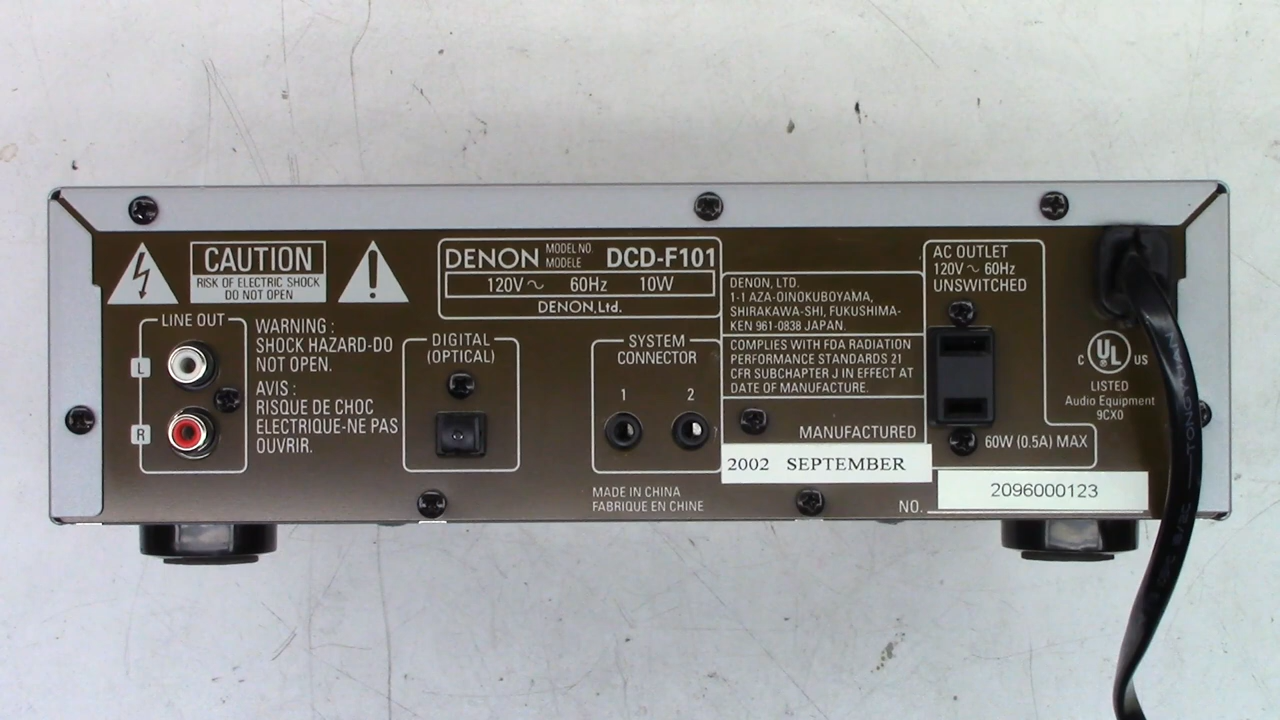 CAUTION
RISK OF ELECTRIC SHOCK
DO NOT OPEN
LINE OUT
L
R
WARNING :
SHOCK HAZARD-DO
NOT OPEN.
AVIS :
RISQUE DE CHOC
ELECTRIQUE-NE PAS
OUVRIR.
DENON
MODEL NO.
MODELE
DCD-F101
120V ~ 60Hz 10W
DENON, Ltd.
DIGITAL
(OPTICAL)
SYSTEM
CONNECTOR
1 2
MADE IN CHINA
FABRIQUE EN CHINE
DENON, LTD.
1-1 AZA-OINOKUBOYAMA,
SHIRAKAWA-SHI, FUKUSHIMA-
KEN 961-0838 JAPAN.
COMPLIES WITH FDA RADIATION
PERFORMANCE STANDARDS 21
CFR SUBCHAPTER J IN EFFECT AT
DATE OF MANUFACTURE.
MANUFACTURED
2002 SEPTEMBER
AC OUTLET
120V ~ 60Hz
UNSWITCHED
60W (0.5A) MAX
C UL US
LISTED
Audio Equipment
9CX0
NO. 2096000123